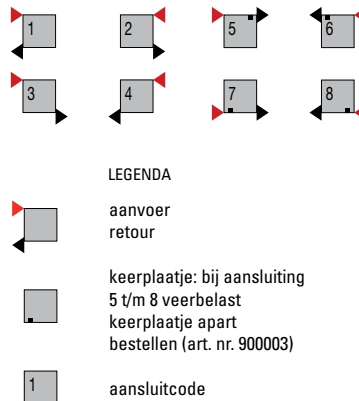 1 2 5 6
3 4 7 8
LEGENDA
aanvoer
retour
keerplaatje: bij aansluiting
5 t/m 8 veerbelast
keerplaatje apart
bestellen (art. nr. 900003)
1 aansluitcode